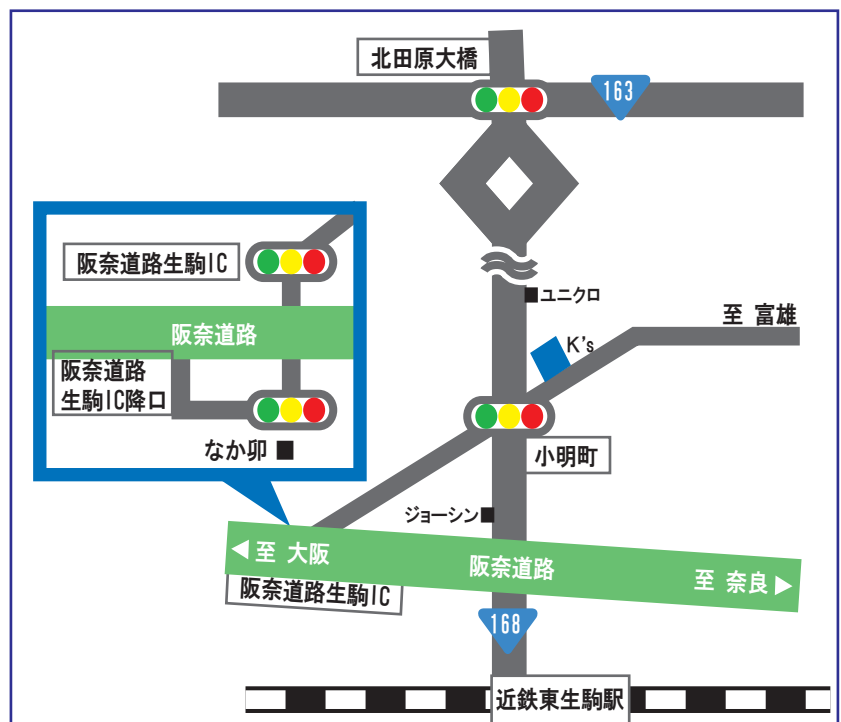 北田原大橋
163
阪奈道路生駒IC
阪奈道路
阪奈道路
生駒IC降口
なか卯
ユニクロ
至 富雄
K's
小明町
ジョーシン
至 大阪
阪奈道路
至 奈良
阪奈道路生駒IC
168
近鉄東生駒駅